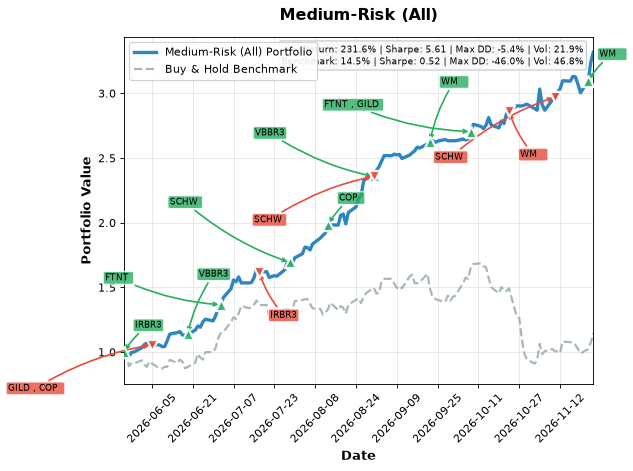 Medium-Risk (All)
Medium-Risk (All) Portfolio
Buy & Hold Benchmark
urn: 231.6% | Sharpe: 5.61 | Max DD: -5.4% | Vol: 21.9%
Benchmark: 14.5% | Sharpe: 0.52 | Max DD: -46.0% | Vol: 46.8%
WM
WM
FTNT , GILD
VBBR3
SCHW
WM
COP
SCHW
SCHW
VBBR3
FTNT
IRBR3
IRBR3
GILD , COP
Portfolio Value
3.0
2.5
2.0
1.5
1.0
2026-06-05
2026-06-21
2026-07-07
2026-07-23
2026-08-08
2026-08-24
2026-09-09
2026-09-25
2026-10-11
2026-10-27
2026-11-12
Date